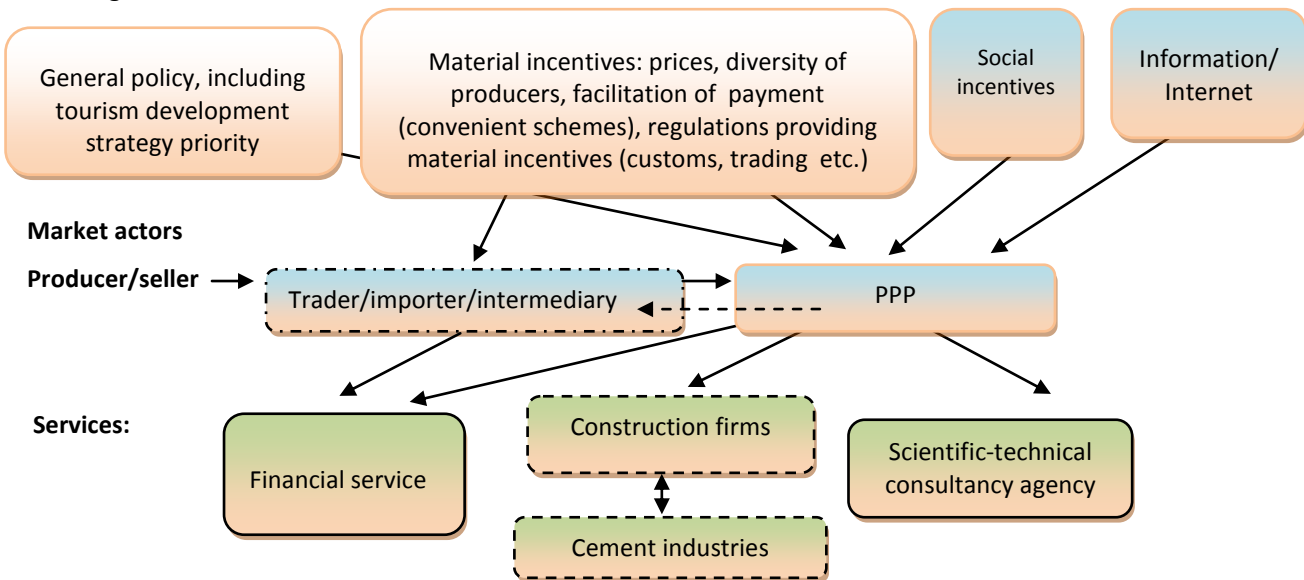 General policy, including
tourism development
strategy priority
Material incentives: prices, diversity of
producers, facilitation of payment
(convenient schemes), regulations providing
material incentives (customs, trading etc.)
Social
incentives
Information/
Internet
Market actors
Producer/seller
Trader/importer/intermediary
PPP
Services:
Financial service
Construction firms
Scientific-technical
consultancy agency
Cement industries